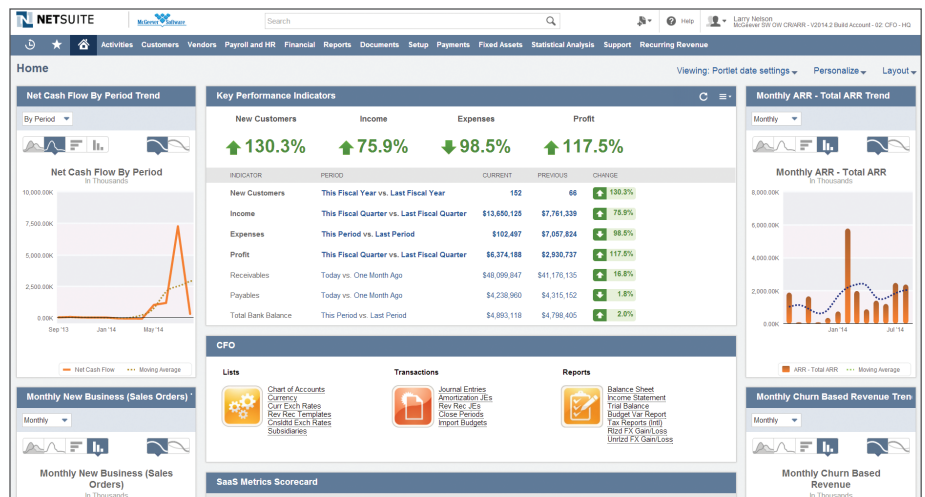 NETSUITE
McGeever Software
Search
Help
Larry Nelson
McGeever SW OW CR/ARR - V2014.2 Build Account - 02: CFO - HQ
Activities Customers Vendors Payroll and HR Financial Reports Documents Setup Payments Fixed Assets Statistical Analysis Support Recurring Revenue
Home
Viewing: Portlet date settings Personalize Layout
Net Cash Flow By Period Trend
By Period
Net Cash Flow By Period
In Thousands
10,000.00K
7,500.00K
5,000.00K
2,500.00K
0.00K
Sep '13 Jan '14 May '14
Net Cash Flow Moving Average
Monthly New Business (Sales Orders) '
Monthly
Monthly New Business (Sales
Orders)
In Thousands
Key Performance Indicators
New Customers Income Expenses Profit
130.3% 75.9% 98.5% 117.5%
INDICATOR PERIOD CURRENT PREVIOUS CHANGE
New Customers This Fiscal Year vs. Last Fiscal Year 152 66 130.3%
Income This Fiscal Quarter vs. Last Fiscal Quarter $13,650,125 $7,761,339 75.9%
Expenses This Period vs. Last Period $102,497 $7,057,824 98.5%
Profit This Fiscal Quarter vs. Last Fiscal Quarter $6,374,188 $2,930,737 117.5%
Receivables Today vs. One Month Ago $48,099,847 $41,176,135 16.8%
Payables Today vs. One Month Ago $4,238,960 $4,315,152 1.8%
Total Bank Balance This Period vs. Last Period $4,893,118 $4,798,405 2.0%
CFO
Lists
Chart of Accounts
Currency
Curr Exch Rates
Rev Rec Templates
Cnsldtd Exch Rates
Subsidiaries
Transactions
Journal Entries
Amortization JEs
Rev Rec JEs
Close Periods
Import Budgets
Reports
Balance Sheet
Income Statement
Trial Balance
Budget Var Report
Tax Reports (Intl)
Rlzd FX Gain/Loss
Unrlzd FX Gain/Loss
SaaS Metrics Scorecard
Monthly ARR - Total ARR Trend
Monthly
Monthly ARR - Total ARR
In Thousands
8,000.00K
4,000.00K
2,000.00K
0.00K
Jan '14 Jul '14
ARR - Total ARR Moving Average
Monthly Churn Based Revenue Tren
Monthly
Monthly Churn Based
Revenue
In Thousands